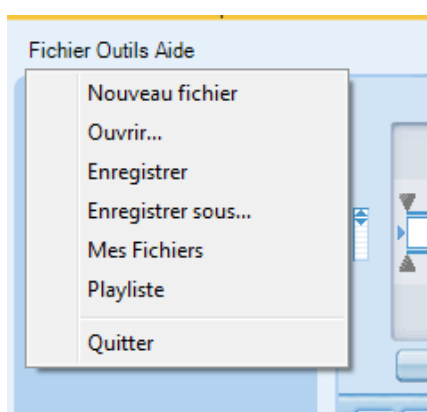 Fichier Outils Aide
Nouveau fichier
Ouvrir...
Enregistrer
Enregistrer sous...
Mes Fichiers
Playliste
Quitter